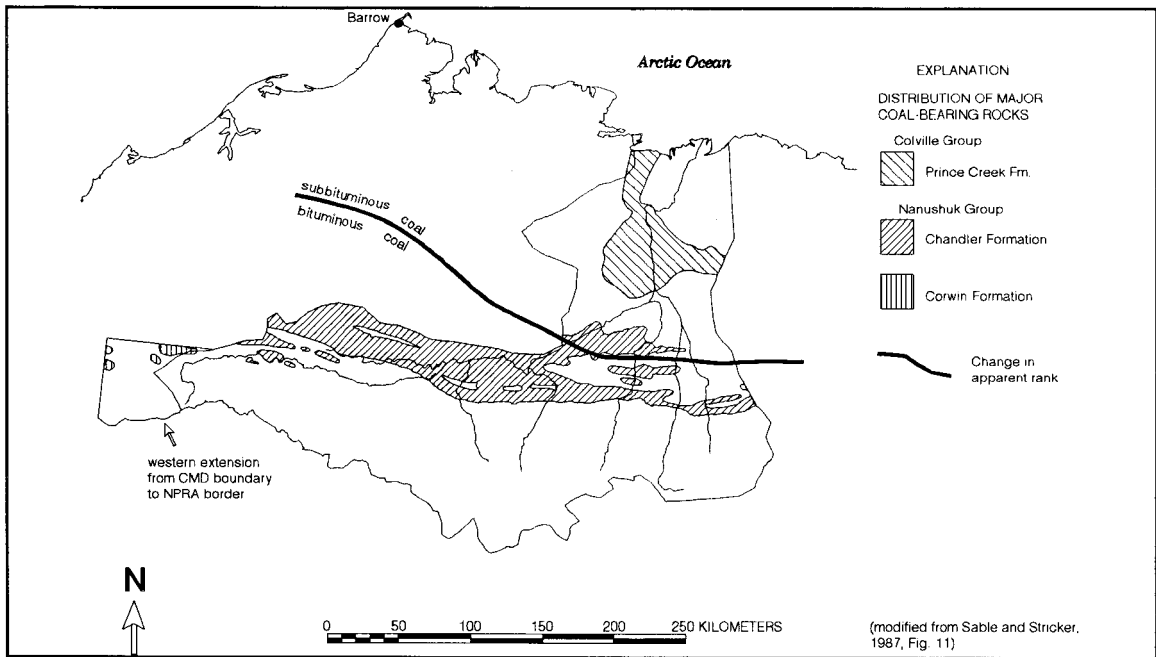 Barrow
Arctic Ocean
EXPLANATION
DISTRIBUTION OF MAJOR
COAL-BEARING ROCKS
Colville Group
Prince Creek Fm.
Nanushuk Group
Chandler Formation
Corwin Formation
Change in
apparent rank
subbituminous coal
bituminous coal
western extension
from CMD boundary
to NPRA border
N
0 50 100 150 200 250 KILOMETERS
(modified from Sable and Stricker,
1987, Fig. 11)